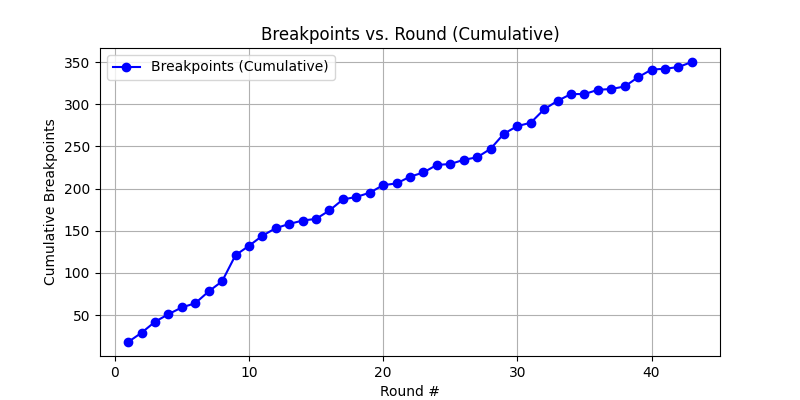 Breakpoints vs. Round (Cumulative)
Breakpoints (Cumulative)
350
300
250
200
150
100
50
Cumulative Breakpoints
0 10 20 30 40
Round #